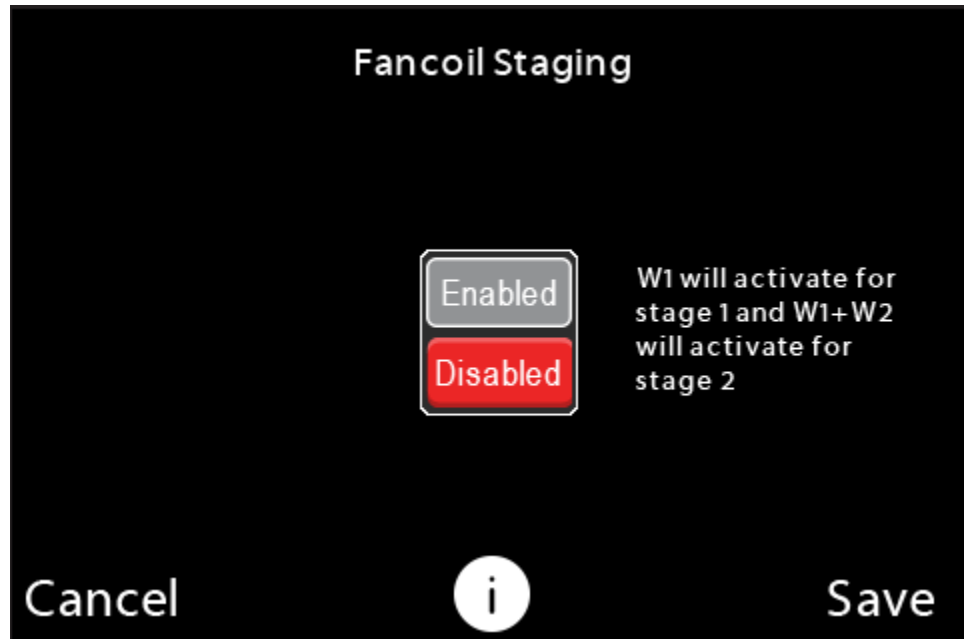 Fancoil Staging
Enabled
Disabled
W1 will activate for
stage 1 and W1+W2
will activate for
stage 2
Cancel
i
Save